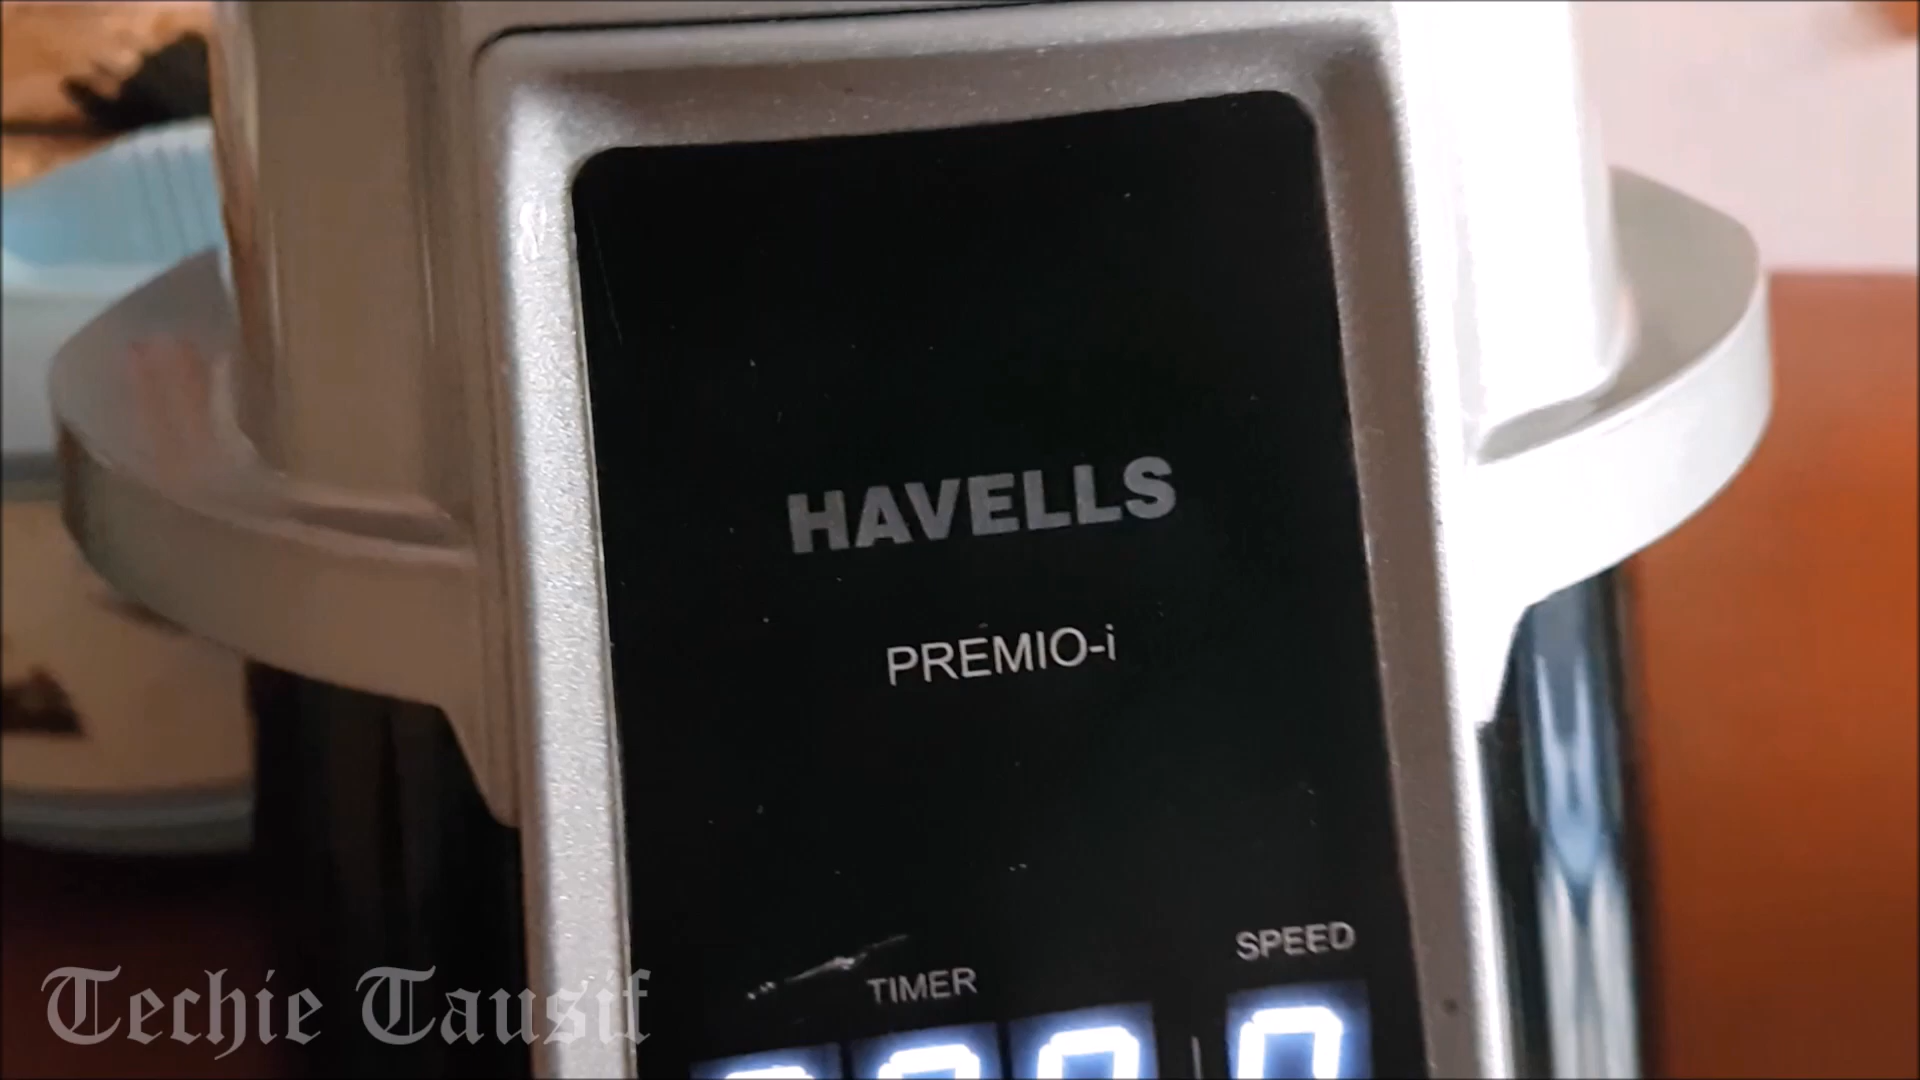 HAVELLS
PREMIO-i
SPEED
TIMER
Techie Tausif